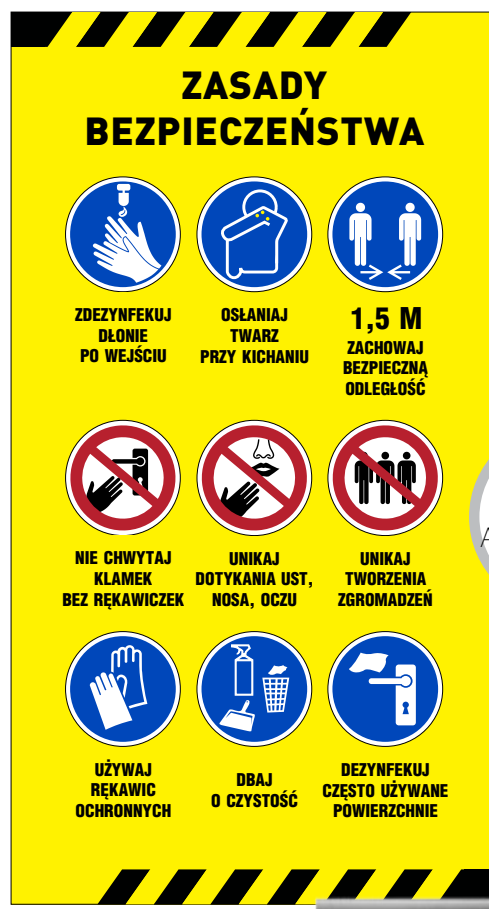 ZASADY
BEZPIECZEŃSTWA
ZDEZYNFEKUJ
DŁONIE
PO WEJŚCIU
OSŁANIAJ
TWARZ
PRZY KICHANIU
1,5 M
ZACHOWAJ
BEZPIECZNĄ
ODLEGŁOŚĆ
NIE CHWYTAJ
KLAMEK
BEZ RĘKAWICZEK
UNIKAJ
DOTYKANIA UST,
NOSA, OCZU
UNIKAJ
TWORZENIA
ZGROMADZEŃ
UŻYWAJ
RĘKAWIC
OCHRONNYCH
DBAJ
O CZYSTOŚĆ
DEZYNFEKUJ
CZĘSTO UŻYWANE
POWIERZCHNIE